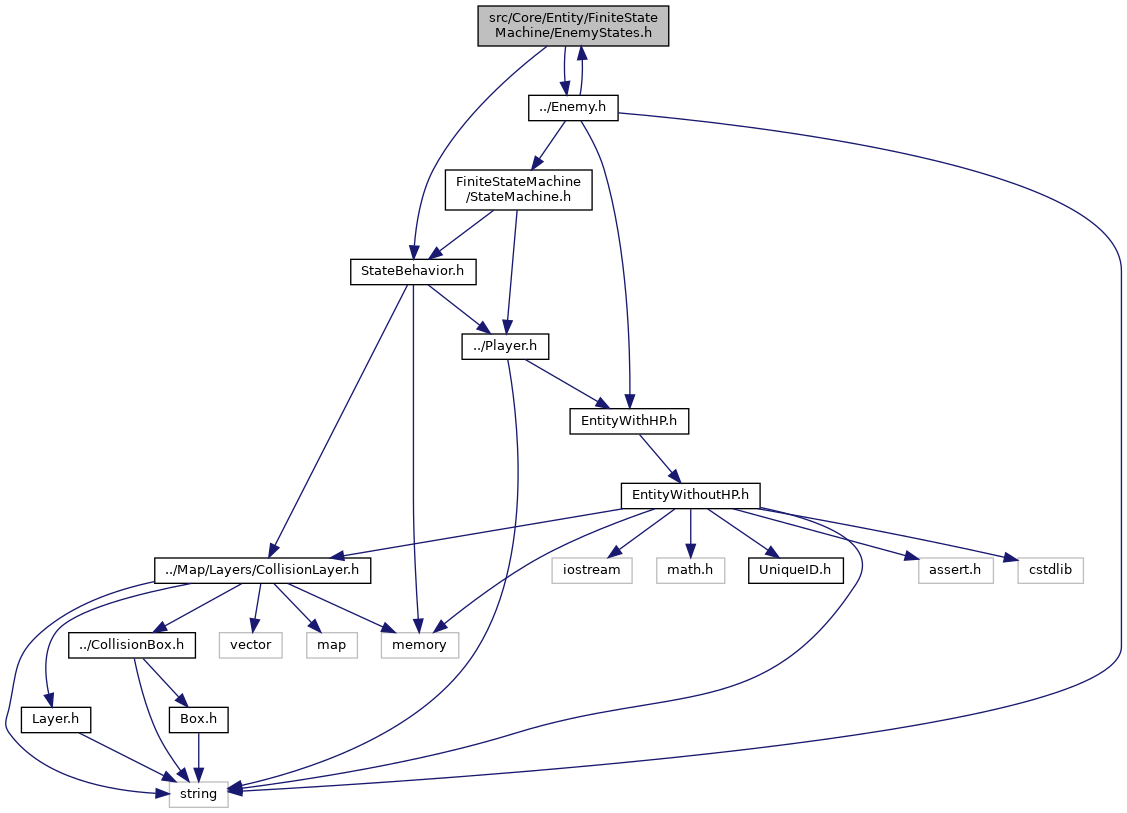 src/Core/Entity/FiniteState
Machine/EnemyStates.h
../Enemy.h
FiniteStateMachine
/StateMachine.h
StateBehavior.h
../Player.h
EntityWithHP.h
EntityWithoutHP.h
../Map/Layers/CollisionLayer.h
iostream
math.h
UniqueID.h
assert.h
cstdlib
../CollisionBox.h
vector
map
memory
Layer.h
Box.h
string